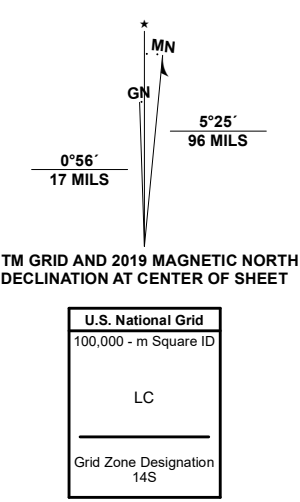 ★
MN
GN
5°25´
96 MILS
0°56´
17 MILS
TM GRID AND 2019 MAGNETIC NORTH
DECLINATION AT CENTER OF SHEET
U.S. National Grid
100,000 - m Square ID
LC
Grid Zone Designation
14S